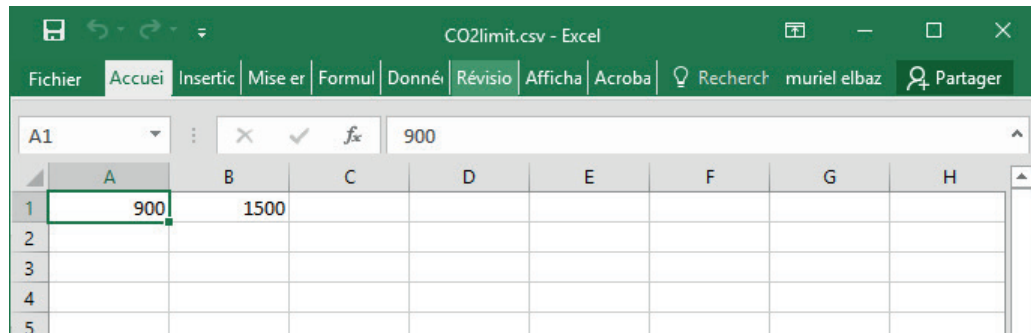 CO2limit.csv - Excel
Fichier Accuei Insertic Mise er Formul Donné Révisio Afficha Acroba Recherch muriel elbaz Partager
A1 fx 900
A B C D E F G H
1 900 1500
2
3
4
5